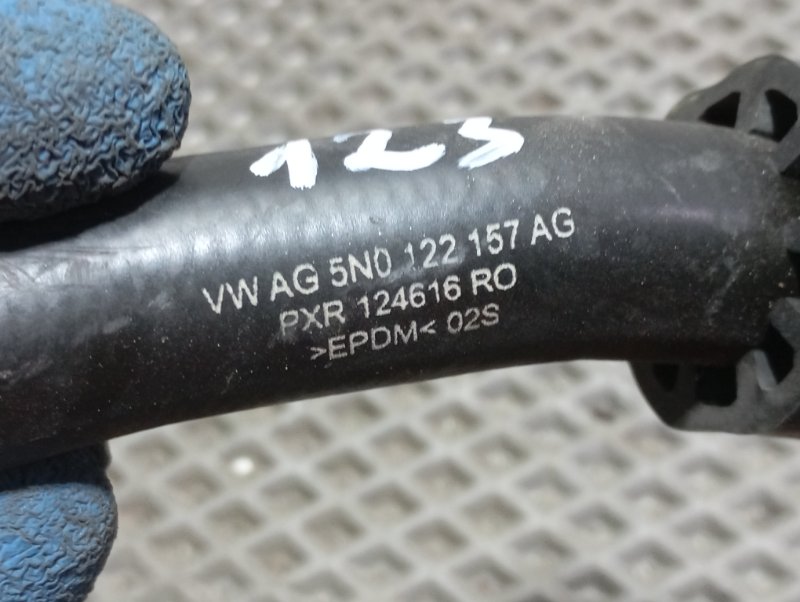 123
VW AG 5N0 122 157 AG
PXR 124616 RO
>EPDM< 02S